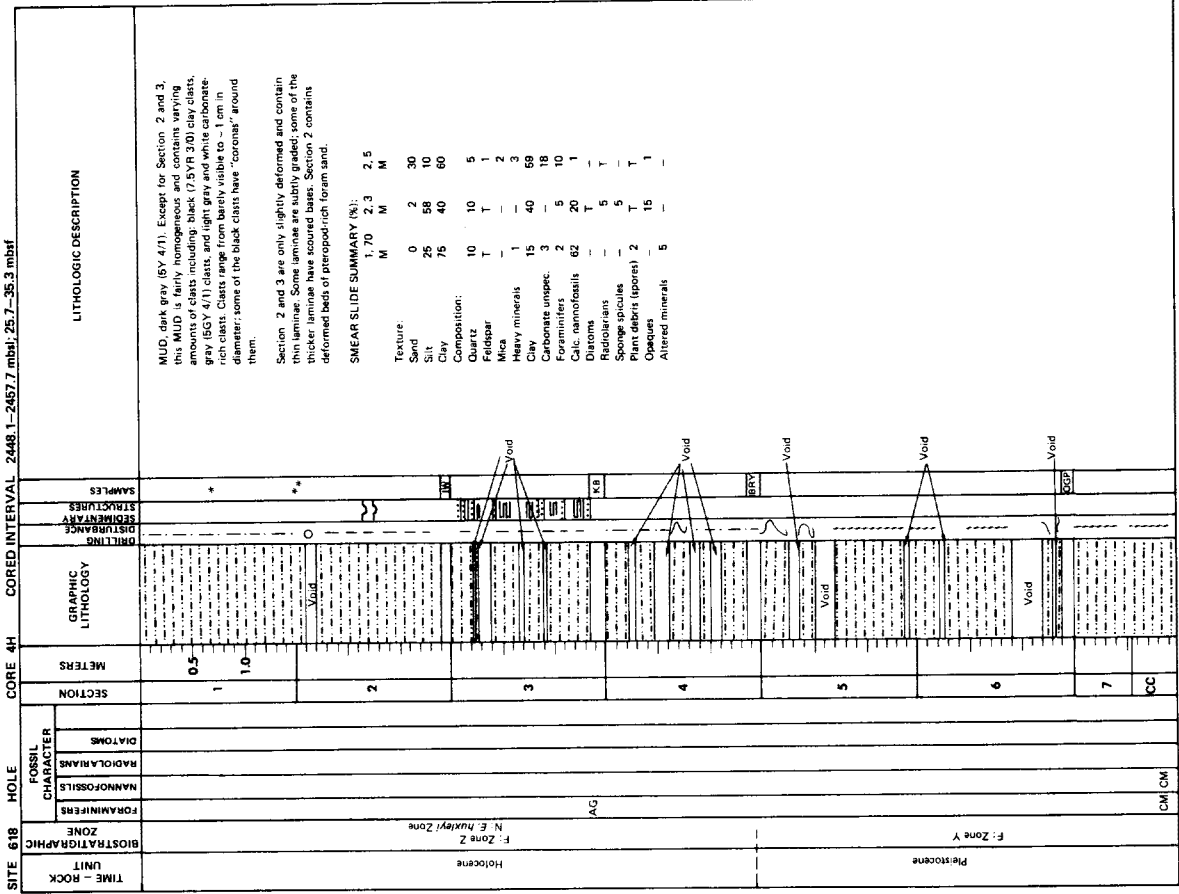 SITE 618 HOLE CORE 4H CORED INTERVAL 2448.1–2457.7 mbsl; 25.7–35.3 mbsf
TIME – ROCK UNIT
BIOSTRATIGRAPHIC ZONE
FOSSIL CHARACTER
FORAMINIFERS
NANNOFOSSILS
RADIOLARIANS
DIATOMS
SECTION
METERS
GRAPHIC LITHOLOGY
DRILLING DISTURBANCE
SEDIMENTARY STRUCTURES
SAMPLES
LITHOLOGIC DESCRIPTION
Holocene
Pleistocene
F: Zone Z
N: E. huxleyi Zone
F: Zone Y
AG
CM
CM
1
2
3
4
5
6
7
CC
0.5
1.0
Void
Void
Void
*
**
IW
KB
BRY
OGP
Void
Void
Void
Void
Void
MUD, dark gray (5Y 4/1). Except for Section 2 and 3,
this MUD is fairly homogeneous and contains varying
amounts of clasts including: black (7.5YR 3/0) clay clasts,
gray (5GY 4/1) clasts, and light gray and white carbonate-
rich clasts. Clasts range from barely visible to ~ 1 cm in
diameter; some of the black clasts have "coronas" around
them.
Section 2 and 3 are only slightly deformed and contain
thin laminae. Some laminae are subtly graded; some of the
thicker laminae have scoured bases. Section 2 contains
deformed beds of pteropod-rich foram sand.
SMEAR SLIDE SUMMARY (%):
1, 70 2, 3 2, 5
M M M
Texture:
Sand 0 2 30
Silt 25 58 10
Clay 75 40 60
Composition:
Quartz 10 10 5
Feldspar T T 1
Mica – – 2
Heavy minerals 1 – 3
Clay 15 40 59
Carbonate unspec. 3 – 18
Foraminifers 2 5 10
Calc. nannofossils 62 20 1
Diatoms – T –
Radiolarians – 5 T
Sponge spicules – 5 –
Plant debris (spores) 2 T T
Opaques – 15 1
Altered minerals 5 – –